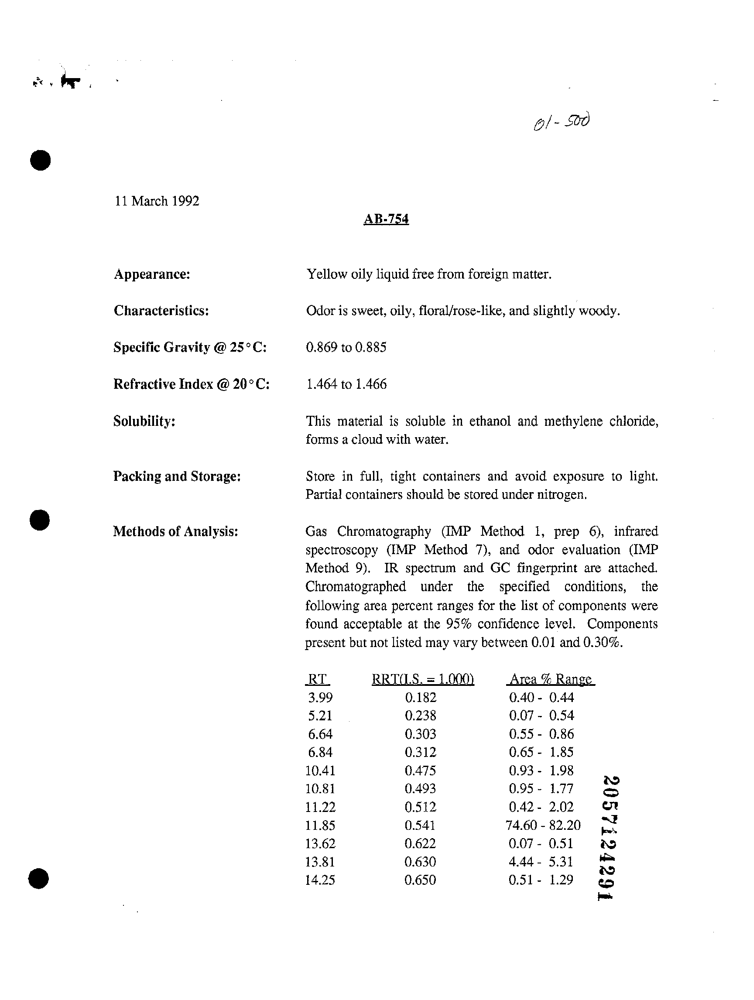 01-500
11 March 1992
AB-754
Appearance: Yellow oily liquid free from foreign matter.
Characteristics: Odor is sweet, oily, floral/rose-like, and slightly woody.
Specific Gravity @ 25°C: 0.869 to 0.885
Refractive Index @ 20°C: 1.464 to 1.466
Solubility: This material is soluble in ethanol and methylene chloride,
forms a cloud with water.
Packing and Storage: Store in full, tight containers and avoid exposure to light.
Partial containers should be stored under nitrogen.
Methods of Analysis: Gas Chromatography (IMP Method 1, prep 6), infrared
spectroscopy (IMP Method 7), and odor evaluation (IMP
Method 9). IR spectrum and GC fingerprint are attached.
Chromatographed under the specified conditions, the
following area percent ranges for the list of components were
found acceptable at the 95% confidence level. Components
present but not listed may vary between 0.01 and 0.30%.
RT RRT(I.S. = 1.000) Area % Range
3.99 0.182 0.40 - 0.44
5.21 0.238 0.07 - 0.54
6.64 0.303 0.55 - 0.86
6.84 0.312 0.65 - 1.85
10.41 0.475 0.93 - 1.98
10.81 0.493 0.95 - 1.77
11.22 0.512 0.42 - 2.02
11.85 0.541 74.60 - 82.20
13.62 0.622 0.07 - 0.51
13.81 0.630 4.44 - 5.31
14.25 0.650 0.51 - 1.29
2057124291